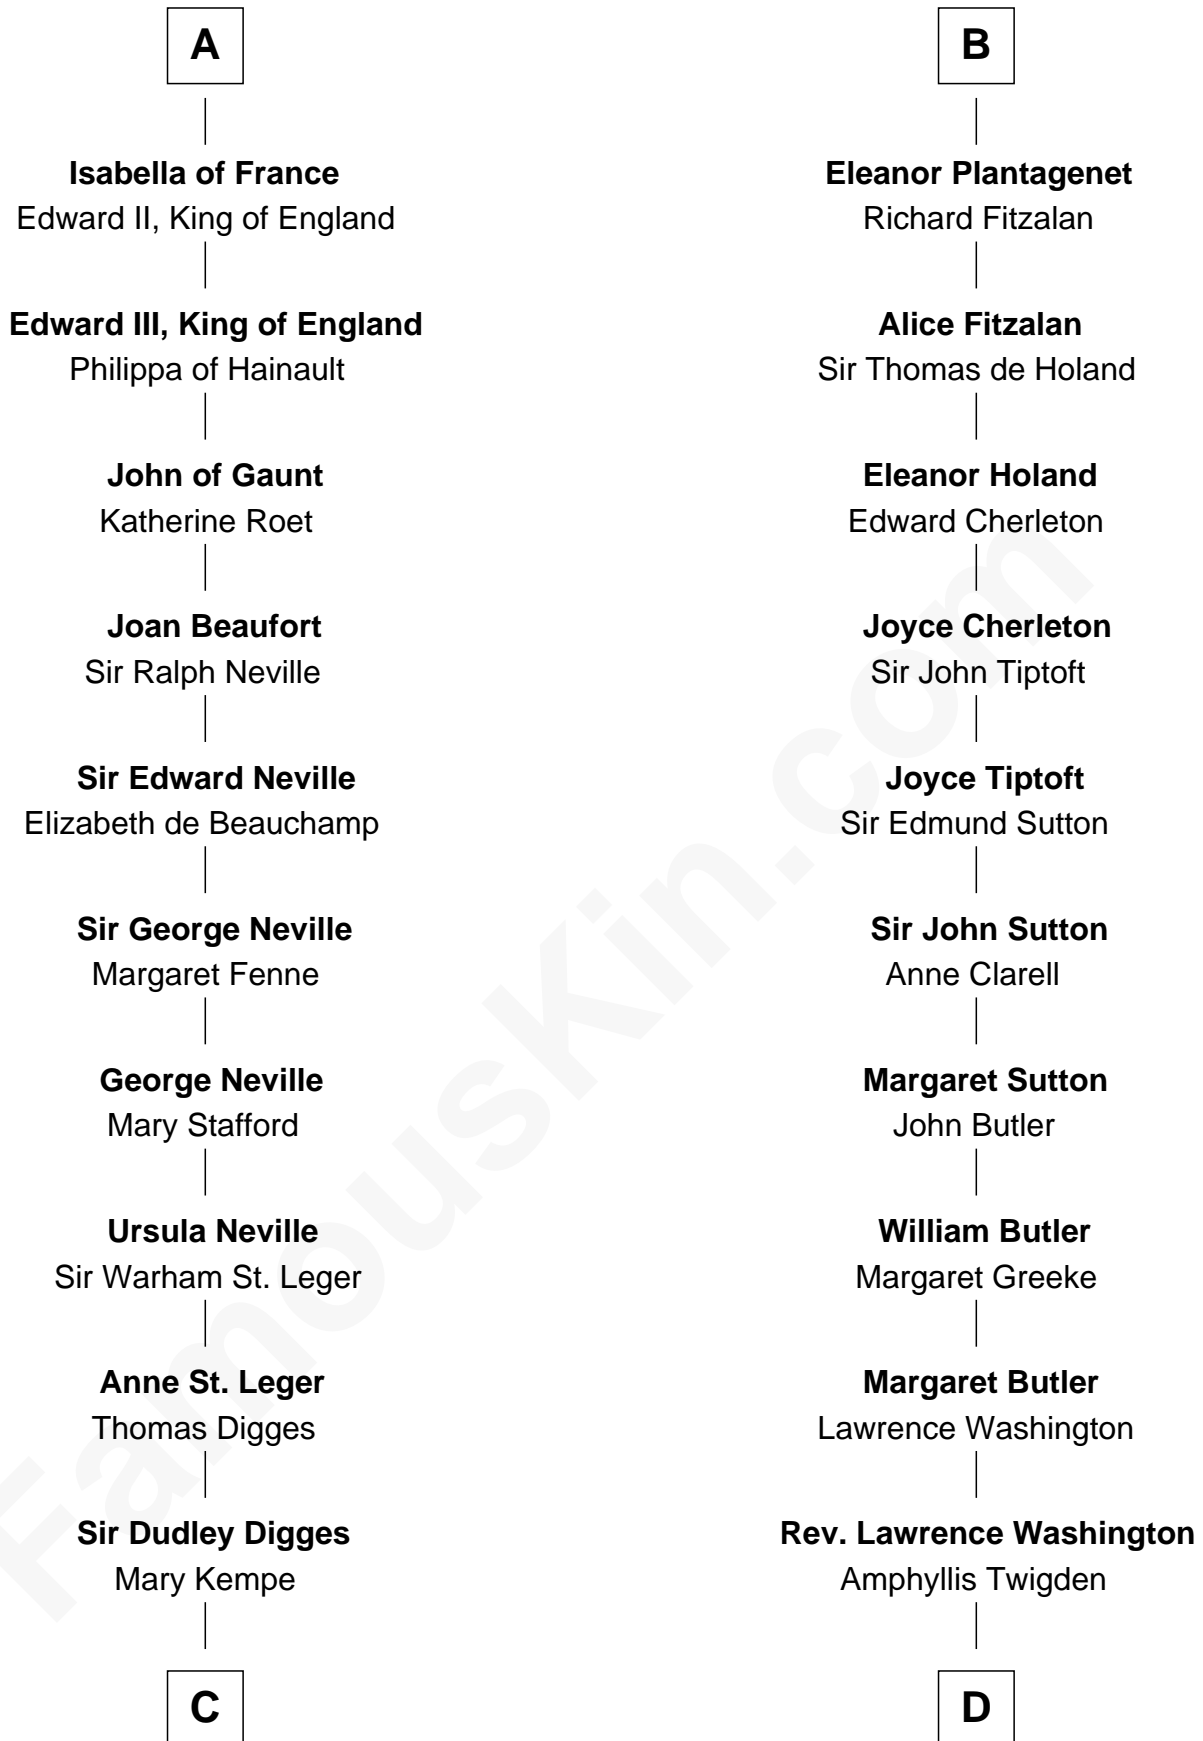 A
Isabella of France
Edward II, King of England
Edward III, King of England
Philippa of Hainault
John of Gaunt
Katherine Roet
Joan Beaufort
Sir Ralph Neville
Sir Edward Neville
Elizabeth de Beauchamp
Sir George Neville
Margaret Fenne
George Neville
Mary Stafford
Ursula Neville
Sir Warham St. Leger
Anne St. Leger
Thomas Digges
Sir Dudley Digges
Mary Kempe
C
B
Eleanor Plantagenet
Richard Fitzalan
Alice Fitzalan
Sir Thomas de Holand
Eleanor Holand
Edward Cherleton
Joyce Cherleton
Sir John Tiptoft
Joyce Tiptoft
Sir Edmund Sutton
Sir John Sutton
Anne Clarell
Margaret Sutton
John Butler
William Butler
Margaret Greeke
Margaret Butler
Lawrence Washington
Rev. Lawrence Washington
Amphyllis Twigden
D
FamousKin.com